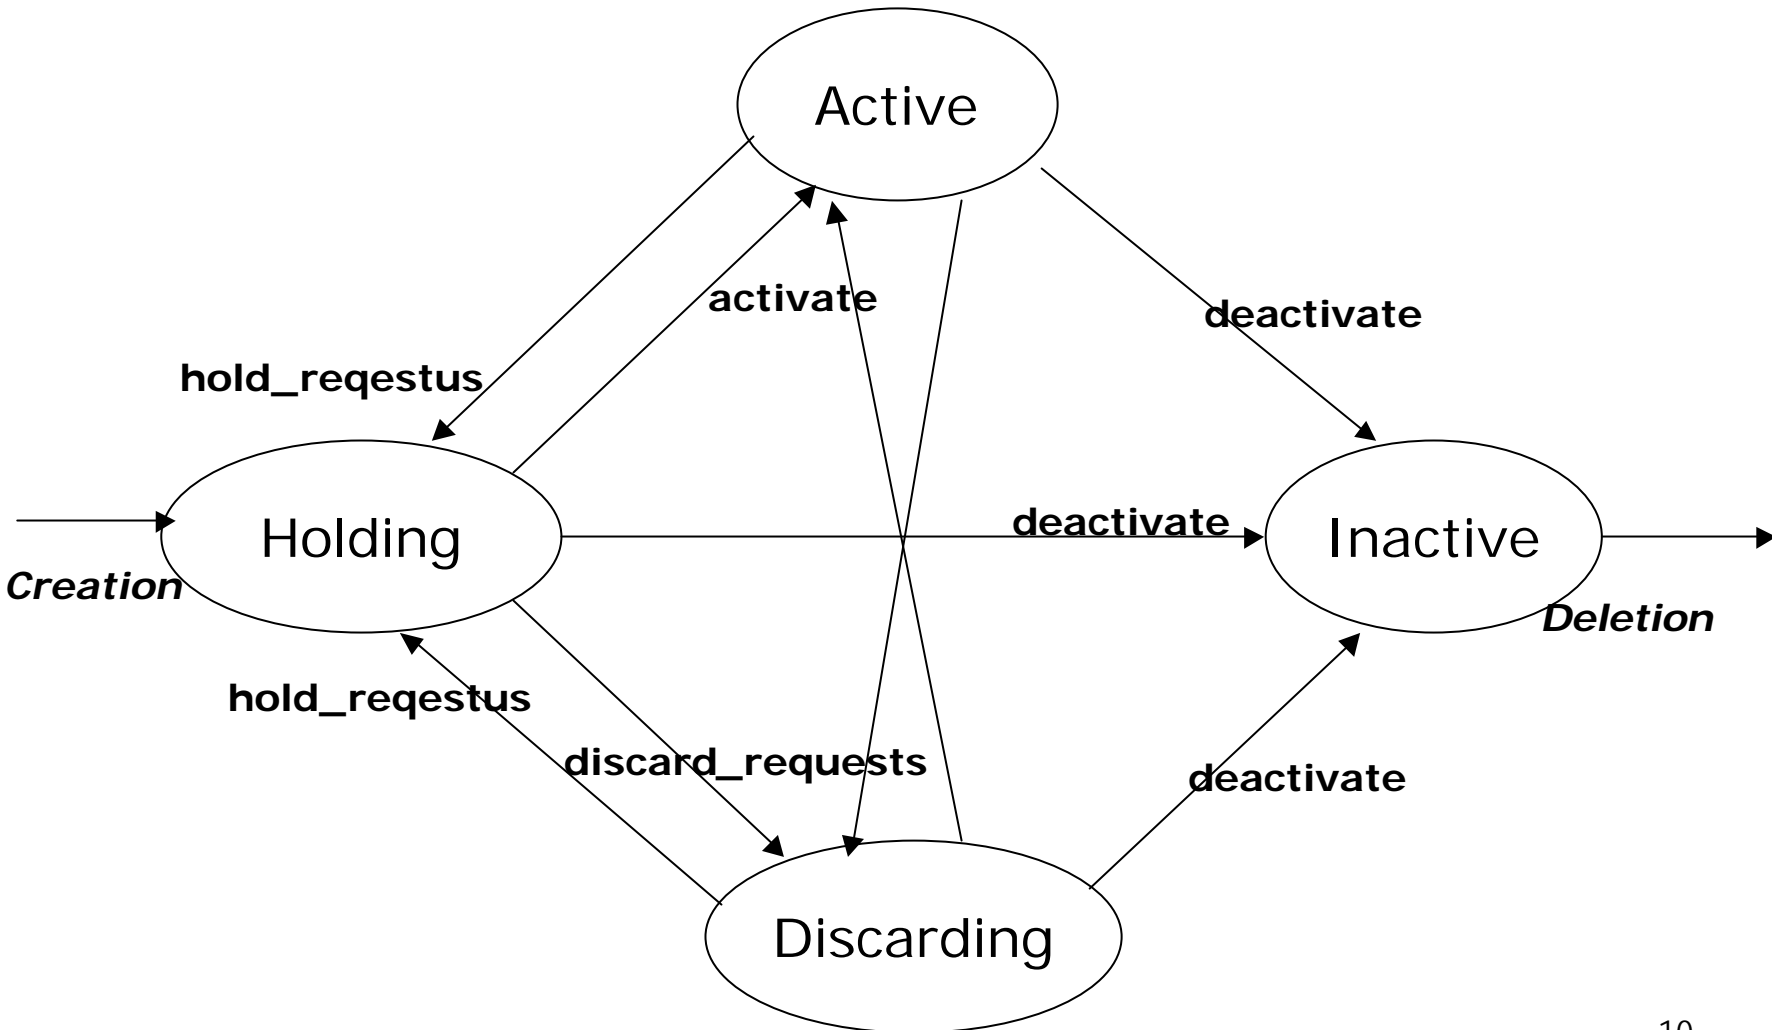 Active
activate
deactivate
hold_reqestus
deactivate
Holding
Inactive
Creation
Deletion
hold_reqestus
discard_requests
deactivate
Discarding
10